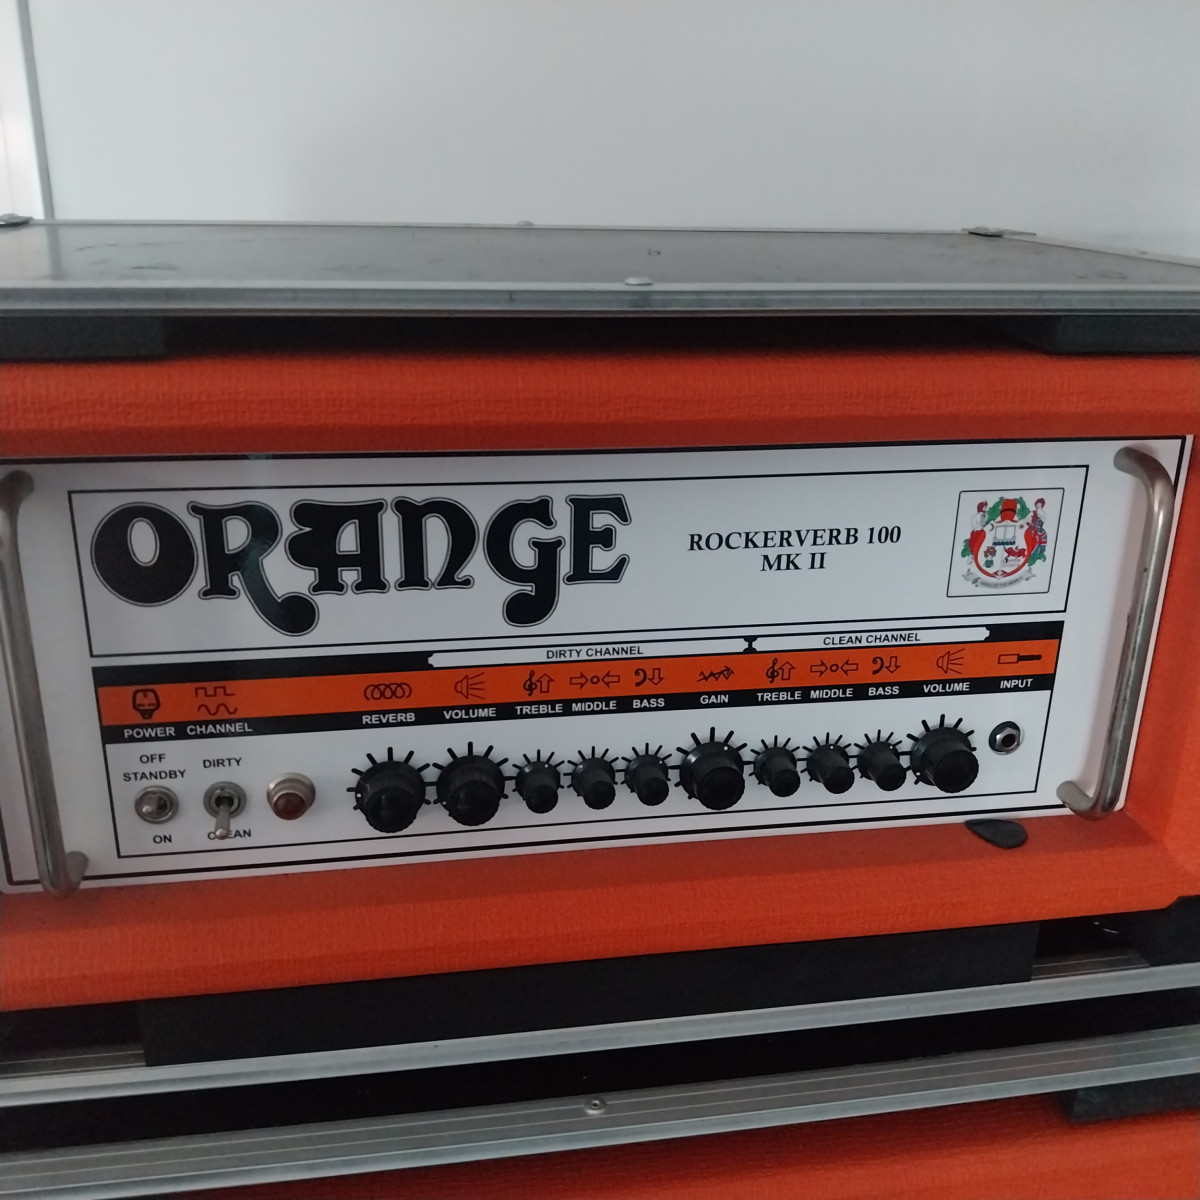 ORANGE
ROCKERVERB 100
MK II
DIRTY CHANNEL
CLEAN CHANNEL
POWER
CHANNEL
REVERB
VOLUME
TREBLE
MIDDLE
BASS
GAIN
TREBLE
MIDDLE
BASS
VOLUME
INPUT
OFF
STANDBY
ON
DIRTY
CLEAN